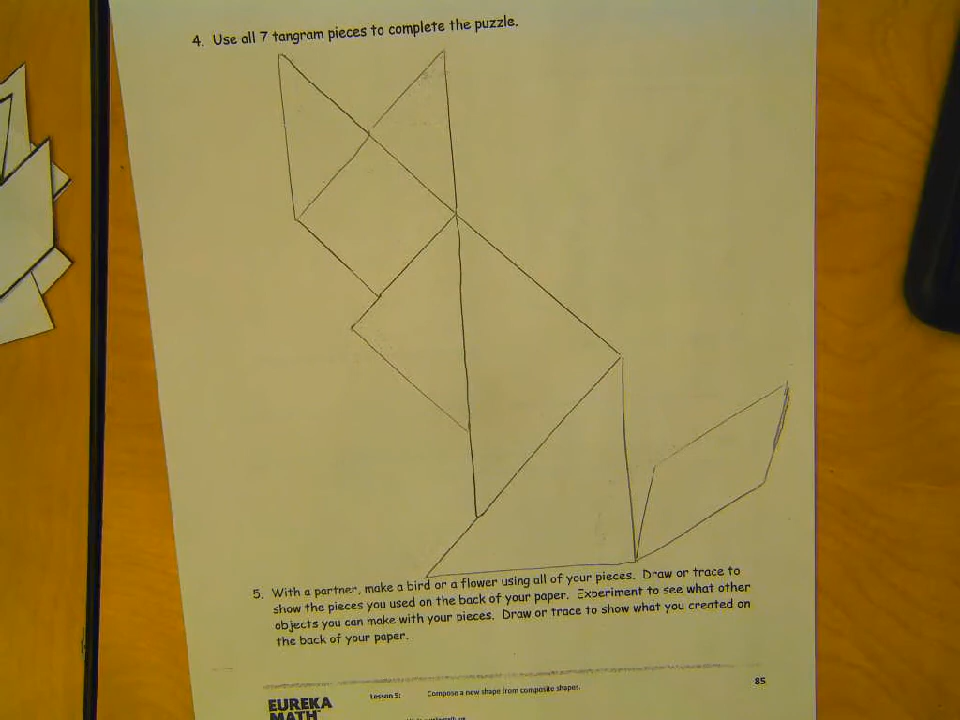 4. Use all 7 tangram pieces to complete the puzzle.
5. With a partner, make a bird or a flower using all of your pieces. Draw or trace to
show the pieces you used on the back of your paper. Experiment to see what other
objects you can make with your pieces. Draw or trace to show what you created on
the back of your paper.
85
EUREKA
MATH
Lesson 5: Compose a new shape from composite shapes.